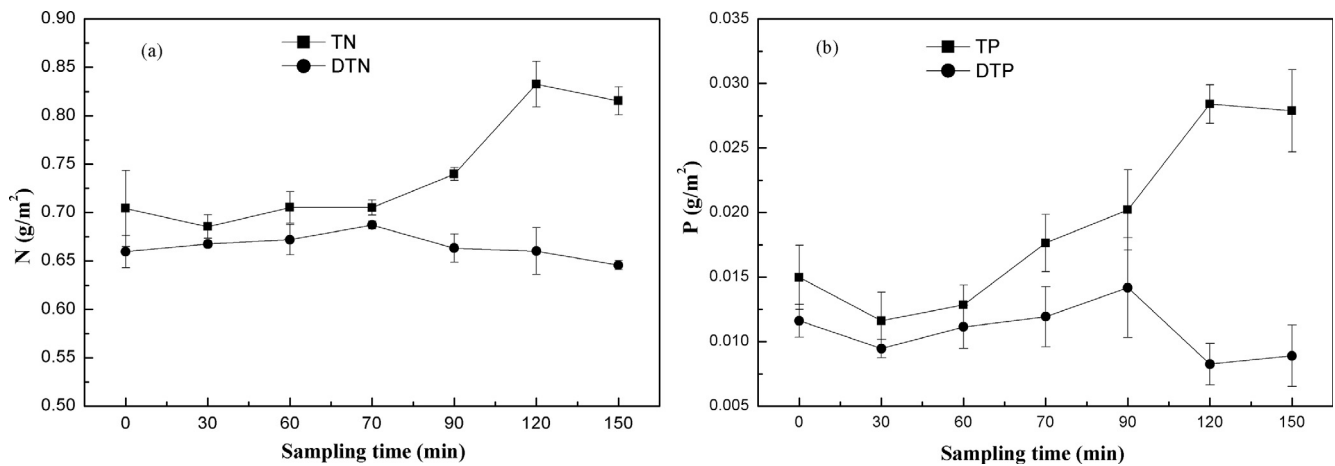 (a)
TN
DTN
N (g/m²)
0.90
0.85
0.80
0.75
0.70
0.65
0.60
0.55
0.50
0 30 60 70 90 120 150
Sampling time (min)
(b)
TP
DTP
P (g/m²)
0.035
0.030
0.025
0.020
0.015
0.010
0.005
0 30 60 70 90 120 150
Sampling time (min)